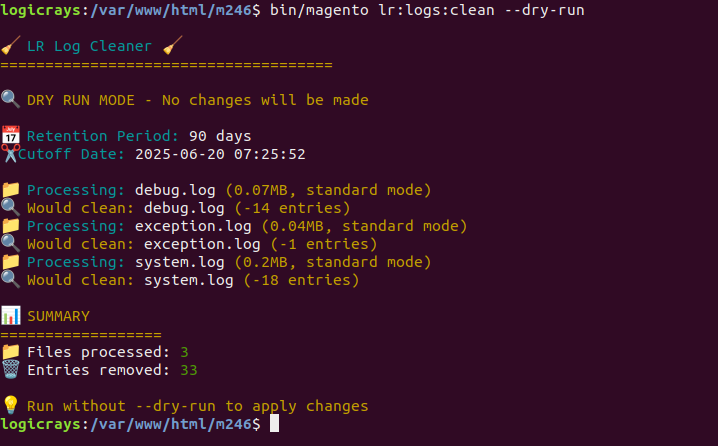 logicrays:/var/www/html/m246$ bin/magento lr:logs:clean --dry-run
🧹 LR Log Cleaner 🧹
=====================================
🔍 DRY RUN MODE - No changes will be made
📅 Retention Period: 90 days
✂️Cutoff Date: 2025-06-20 07:25:52
📁 Processing: debug.log (0.07MB, standard mode)
🔍 Would clean: debug.log (-14 entries)
📁 Processing: exception.log (0.04MB, standard mode)
🔍 Would clean: exception.log (-1 entries)
📁 Processing: system.log (0.2MB, standard mode)
🔍 Would clean: system.log (-18 entries)
📊 SUMMARY
==================
📁 Files processed: 3
🗑️ Entries removed: 33
💡 Run without --dry-run to apply changes
logicrays:/var/www/html/m246$